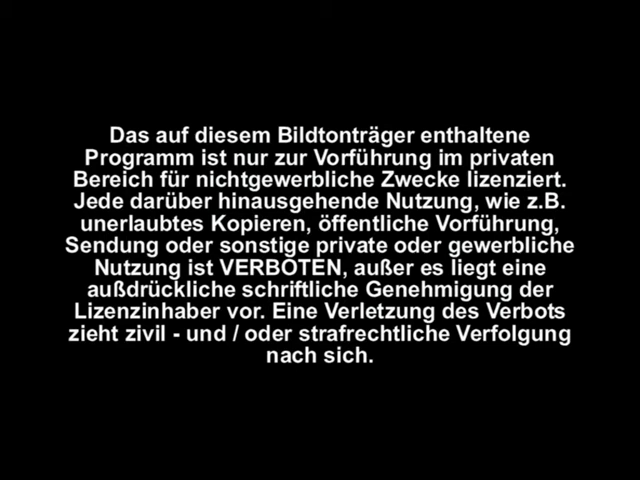 Das auf diesem Bildtonträger enthaltene
Programm ist nur zur Vorführung im privaten
Bereich für nichtgewerbliche Zwecke lizenziert.
Jede darüber hinausgehende Nutzung, wie z.B.
unerlaubtes Kopieren, öffentliche Vorführung,
Sendung oder sonstige private oder gewerbliche
Nutzung ist VERBOTEN, außer es liegt eine
außdrückliche schriftliche Genehmigung der
Lizenzinhaber vor. Eine Verletzung des Verbots
zieht zivil - und / oder strafrechtliche Verfolgung
nach sich.